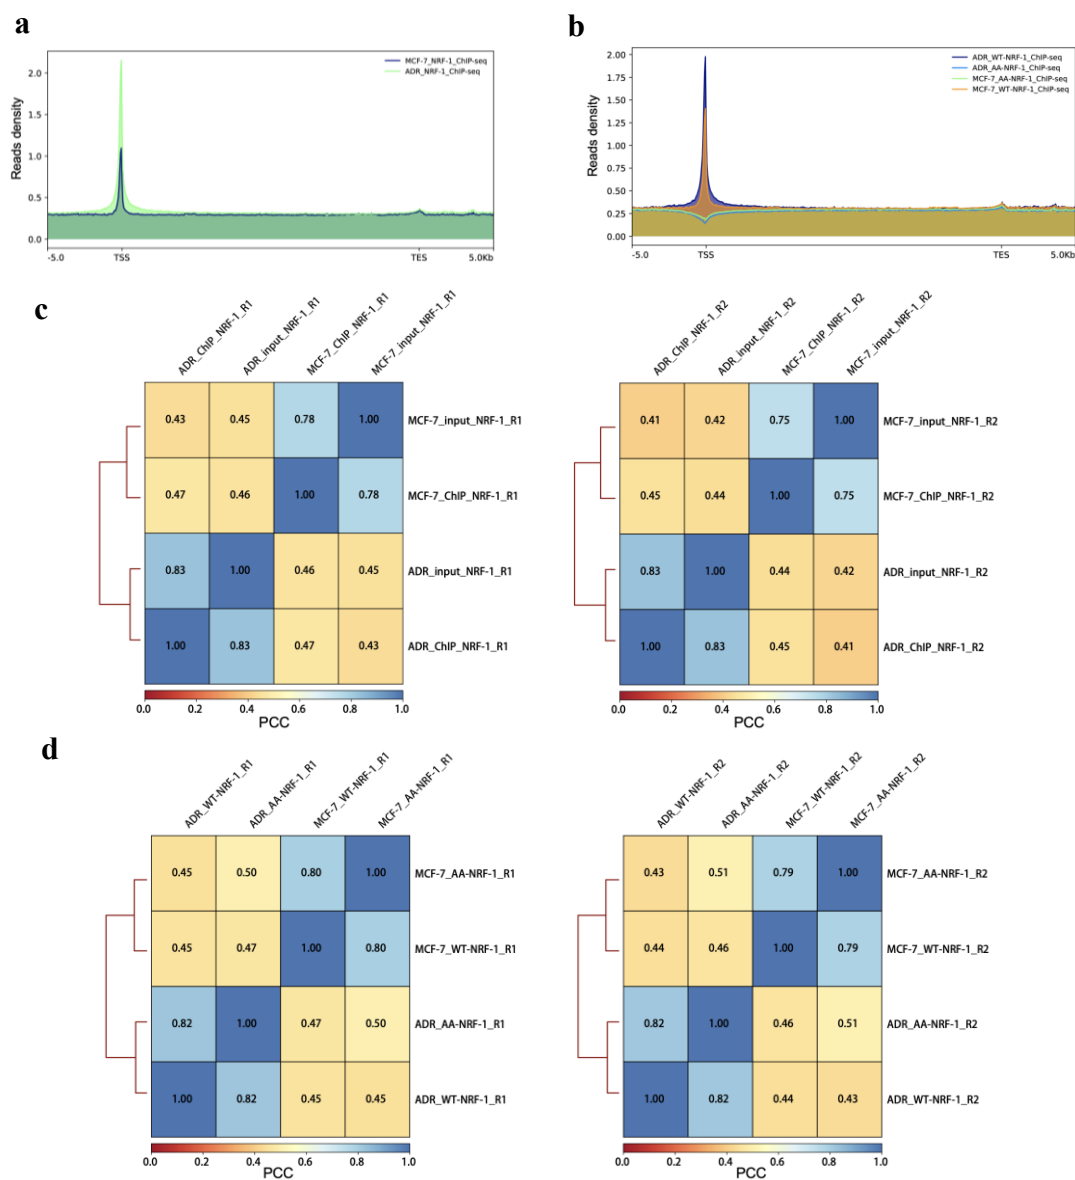 a
MCF-7_NRF-1_ChIP-seq
ADR_NRF-1_ChIP-seq
Reads density
2.0
1.5
1.0
0.5
0.0
-5.0 TSS TES 5.0Kb
b
ADR_WT-NRF-1_ChIP-seq
ADR_AA-NRF-1_ChIP-seq
MCF-7_AA-NRF-1_ChIP-seq
MCF-7_WT-NRF-1_ChIP-seq
Reads density
2.00
1.75
1.50
1.25
1.00
0.75
0.50
0.25
0.00
-5.0 TSS TES 5.0Kb
c
ADR_ChIP_NRF-1_R1
ADR_input_NRF-1_R1
MCF-7_ChIP_NRF-1_R1
MCF-7_input_NRF-1_R1
0.43 0.45 0.78 1.00 MCF-7_input_NRF-1_R1
0.47 0.46 1.00 0.78 MCF-7_ChIP_NRF-1_R1
0.83 1.00 0.46 0.45 ADR_input_NRF-1_R1
1.00 0.83 0.47 0.43 ADR_ChIP_NRF-1_R1
0.0 0.2 0.4 0.6 0.8 1.0
PCC
ADR_ChIP_NRF-1_R2
ADR_input_NRF-1_R2
MCF-7_ChIP_NRF-1_R2
MCF-7_input_NRF-1_R2
0.41 0.42 0.75 1.00 MCF-7_input_NRF-1_R2
0.45 0.44 1.00 0.75 MCF-7_ChIP_NRF-1_R2
0.83 1.00 0.44 0.42 ADR_input_NRF-1_R2
1.00 0.83 0.45 0.41 ADR_ChIP_NRF-1_R2
0.0 0.2 0.4 0.6 0.8 1.0
PCC
d
ADR_WT-NRF-1_R1
ADR_AA-NRF-1_R1
MCF-7_WT-NRF-1_R1
MCF-7_AA-NRF-1_R1
0.45 0.50 0.80 1.00 MCF-7_AA-NRF-1_R1
0.45 0.47 1.00 0.80 MCF-7_WT-NRF-1_R1
0.82 1.00 0.47 0.50 ADR_AA-NRF-1_R1
1.00 0.82 0.45 0.45 ADR_WT-NRF-1_R1
0.0 0.2 0.4 0.6 0.8 1.0
PCC
ADR_WT-NRF-1_R2
ADR_AA-NRF-1_R2
MCF-7_WT-NRF-1_R2
MCF-7_AA-NRF-1_R2
0.43 0.51 0.79 1.00 MCF-7_AA-NRF-1_R2
0.44 0.46 1.00 0.79 MCF-7_WT-NRF-1_R2
0.82 1.00 0.46 0.51 ADR_AA-NRF-1_R2
1.00 0.82 0.44 0.43 ADR_WT-NRF-1_R2
0.0 0.2 0.4 0.6 0.8 1.0
PCC